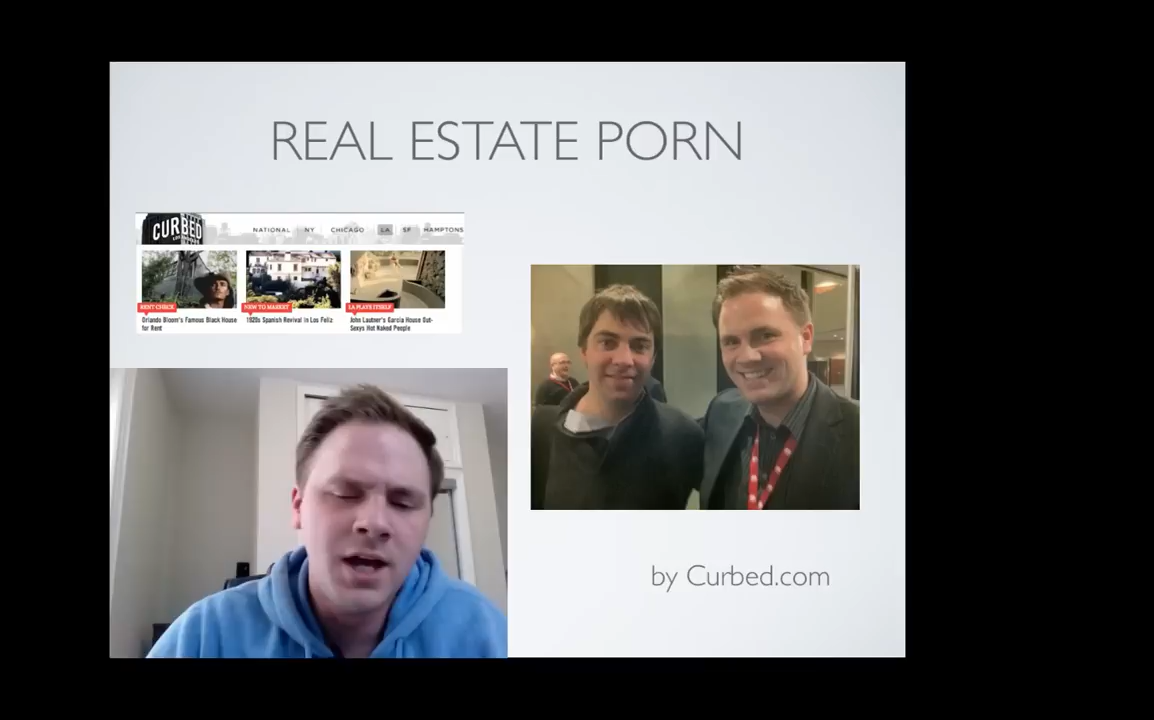 REAL ESTATE PORN
CURBED
NATIONAL NY CHICAGO LA SF HAMPTONS
RENT CHECK
NEW TO MARKET
LA PLAYS ITSELF
Orlando Bloom's Famous Black House
for Rent
1920s Spanish Revival in Los Feliz
John Lautner's Garcia House Out-
Sexys Hot Naked People
by Curbed.com